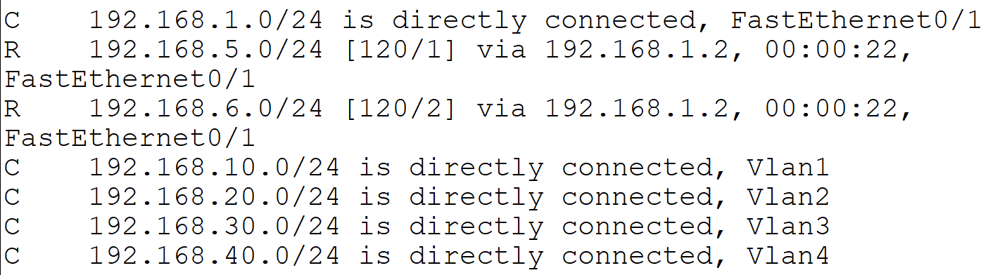 C    192.168.1.0/24 is directly connected, FastEthernet0/1
R    192.168.5.0/24 [120/1] via 192.168.1.2, 00:00:22,
FastEthernet0/1
R    192.168.6.0/24 [120/2] via 192.168.1.2, 00:00:22,
FastEthernet0/1
C    192.168.10.0/24 is directly connected, Vlan1
C    192.168.20.0/24 is directly connected, Vlan2
C    192.168.30.0/24 is directly connected, Vlan3
C    192.168.40.0/24 is directly connected, Vlan4